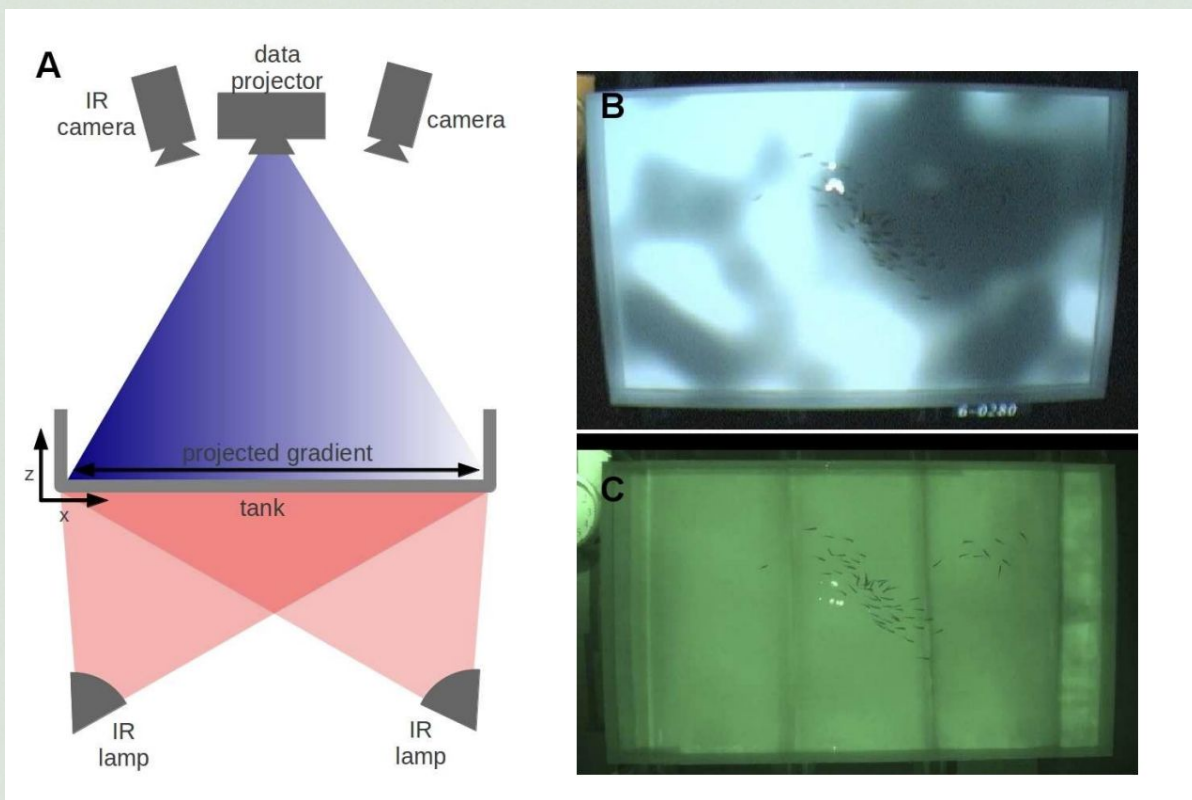 A
data
projector
IR
camera
camera
projected gradient
z
x
tank
IR
lamp
IR
lamp
B
6-0280
C